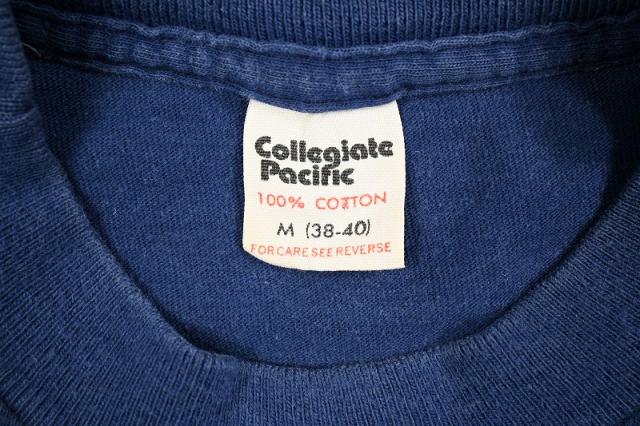 Collegiate
Pacific
100% COTTON
M (38-40)
FOR CARE SEE REVERSE